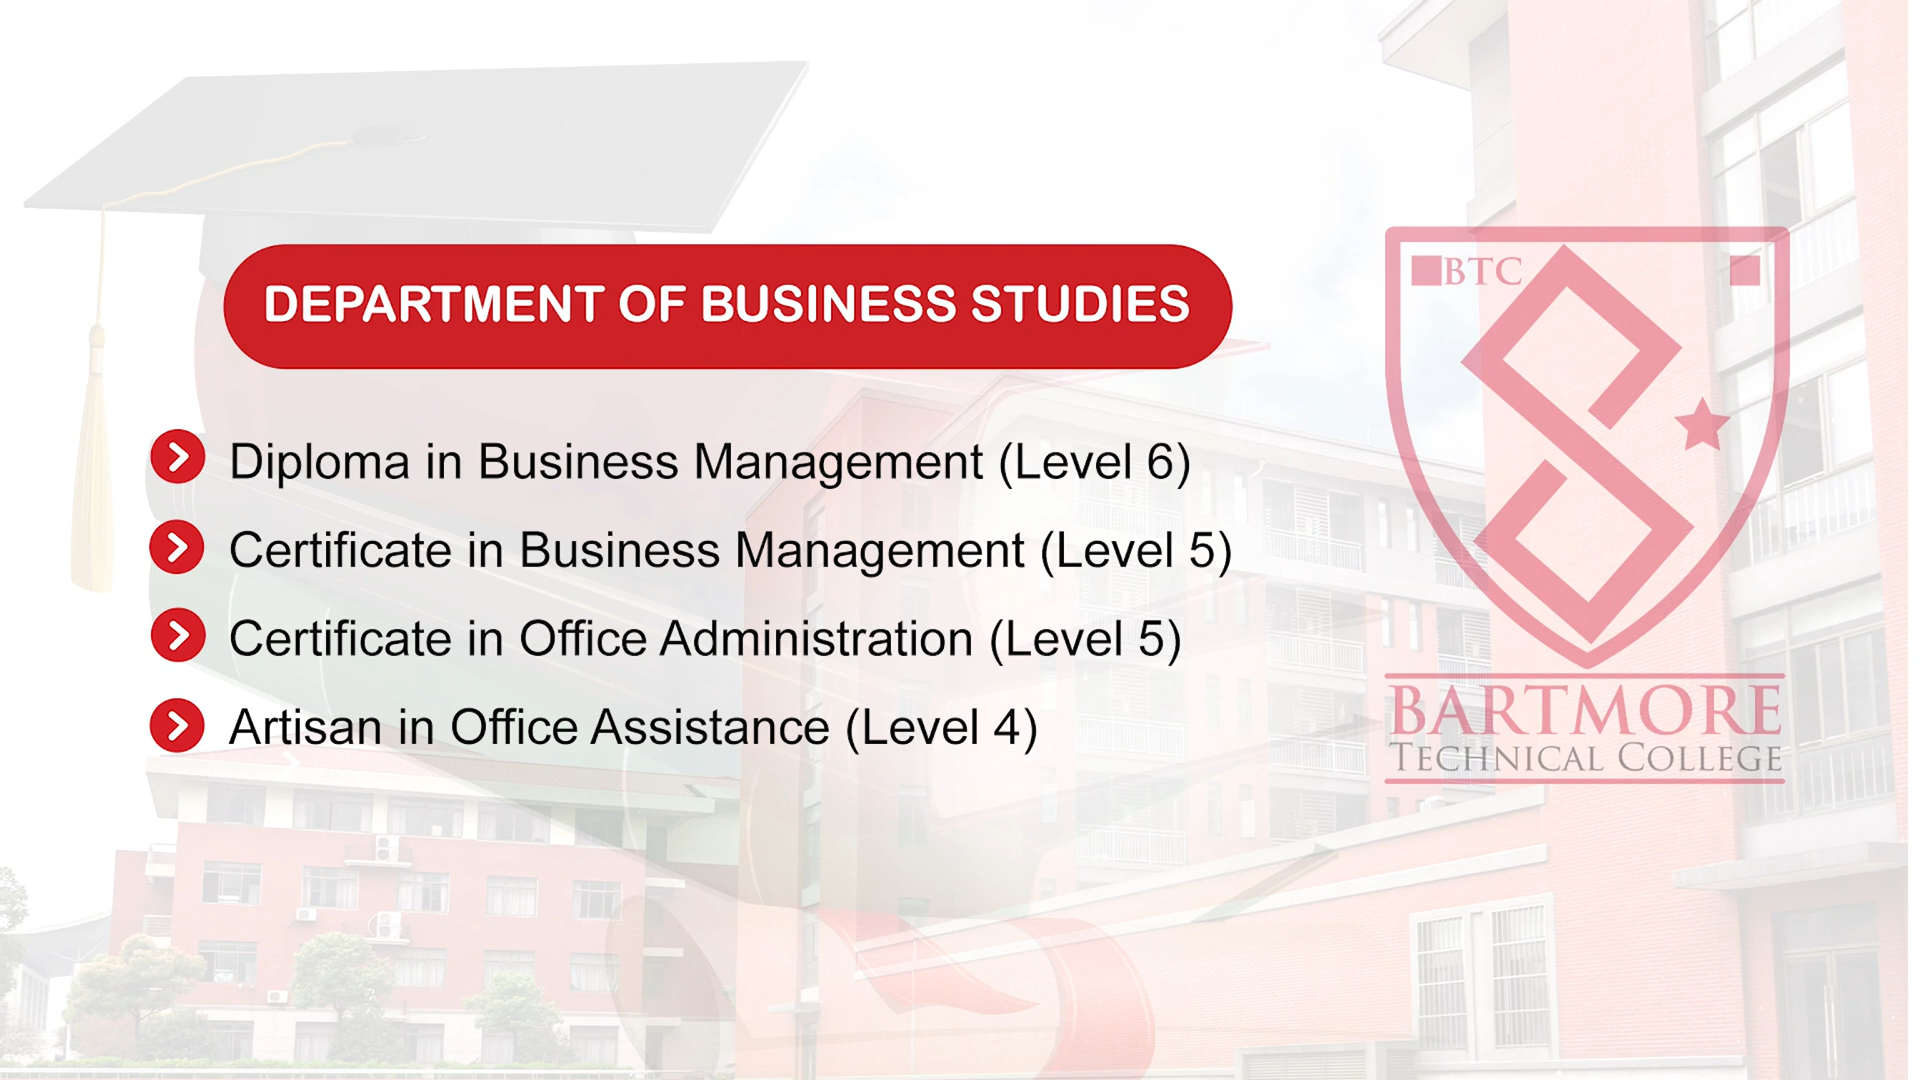 DEPARTMENT OF BUSINESS STUDIES
Diploma in Business Management (Level 6)
Certificate in Business Management (Level 5)
Certificate in Office Administration (Level 5)
Artisan in Office Assistance (Level 4)
BTC
BARTMORE
TECHNICAL COLLEGE